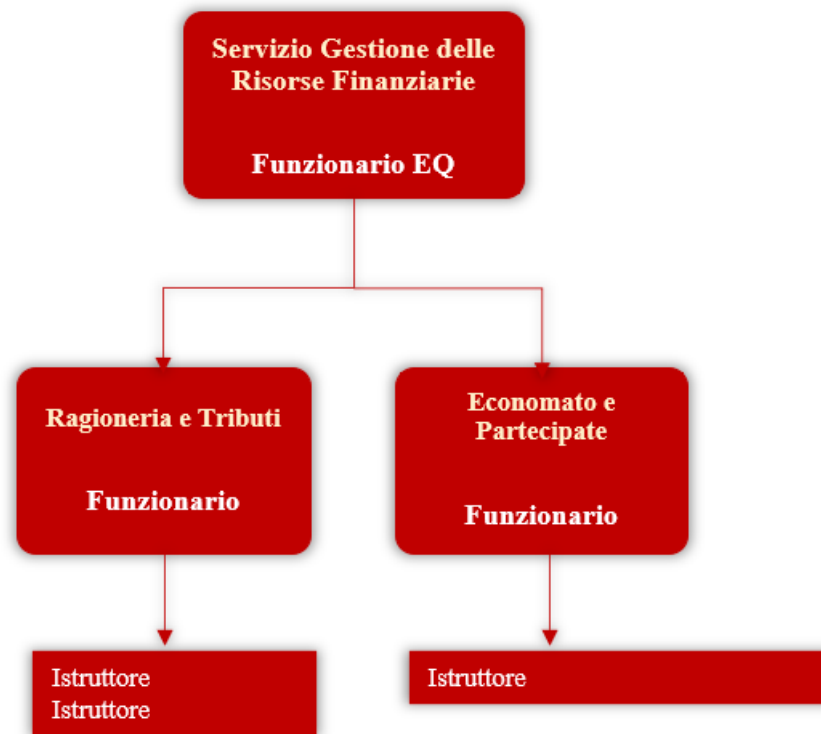 Servizio Gestione delle
Risorse Finanziarie
Funzionario EQ
Ragioneria e Tributi
Funzionario
Economato e
Partecipate
Funzionario
Istruttore
Istruttore
Istruttore